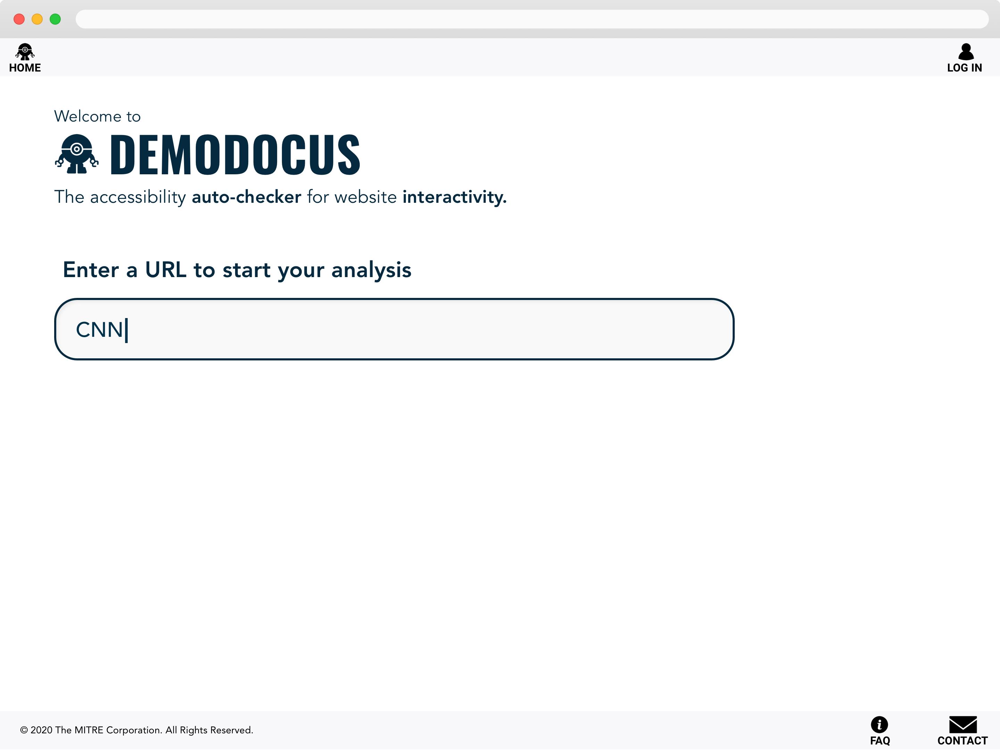 HOME
LOG IN
Welcome to
DEMODOCUS
The accessibility auto-checker for website interactivity.
Enter a URL to start your analysis
CNN
© 2020 The MITRE Corporation. All Rights Reserved.
FAQ
CONTACT